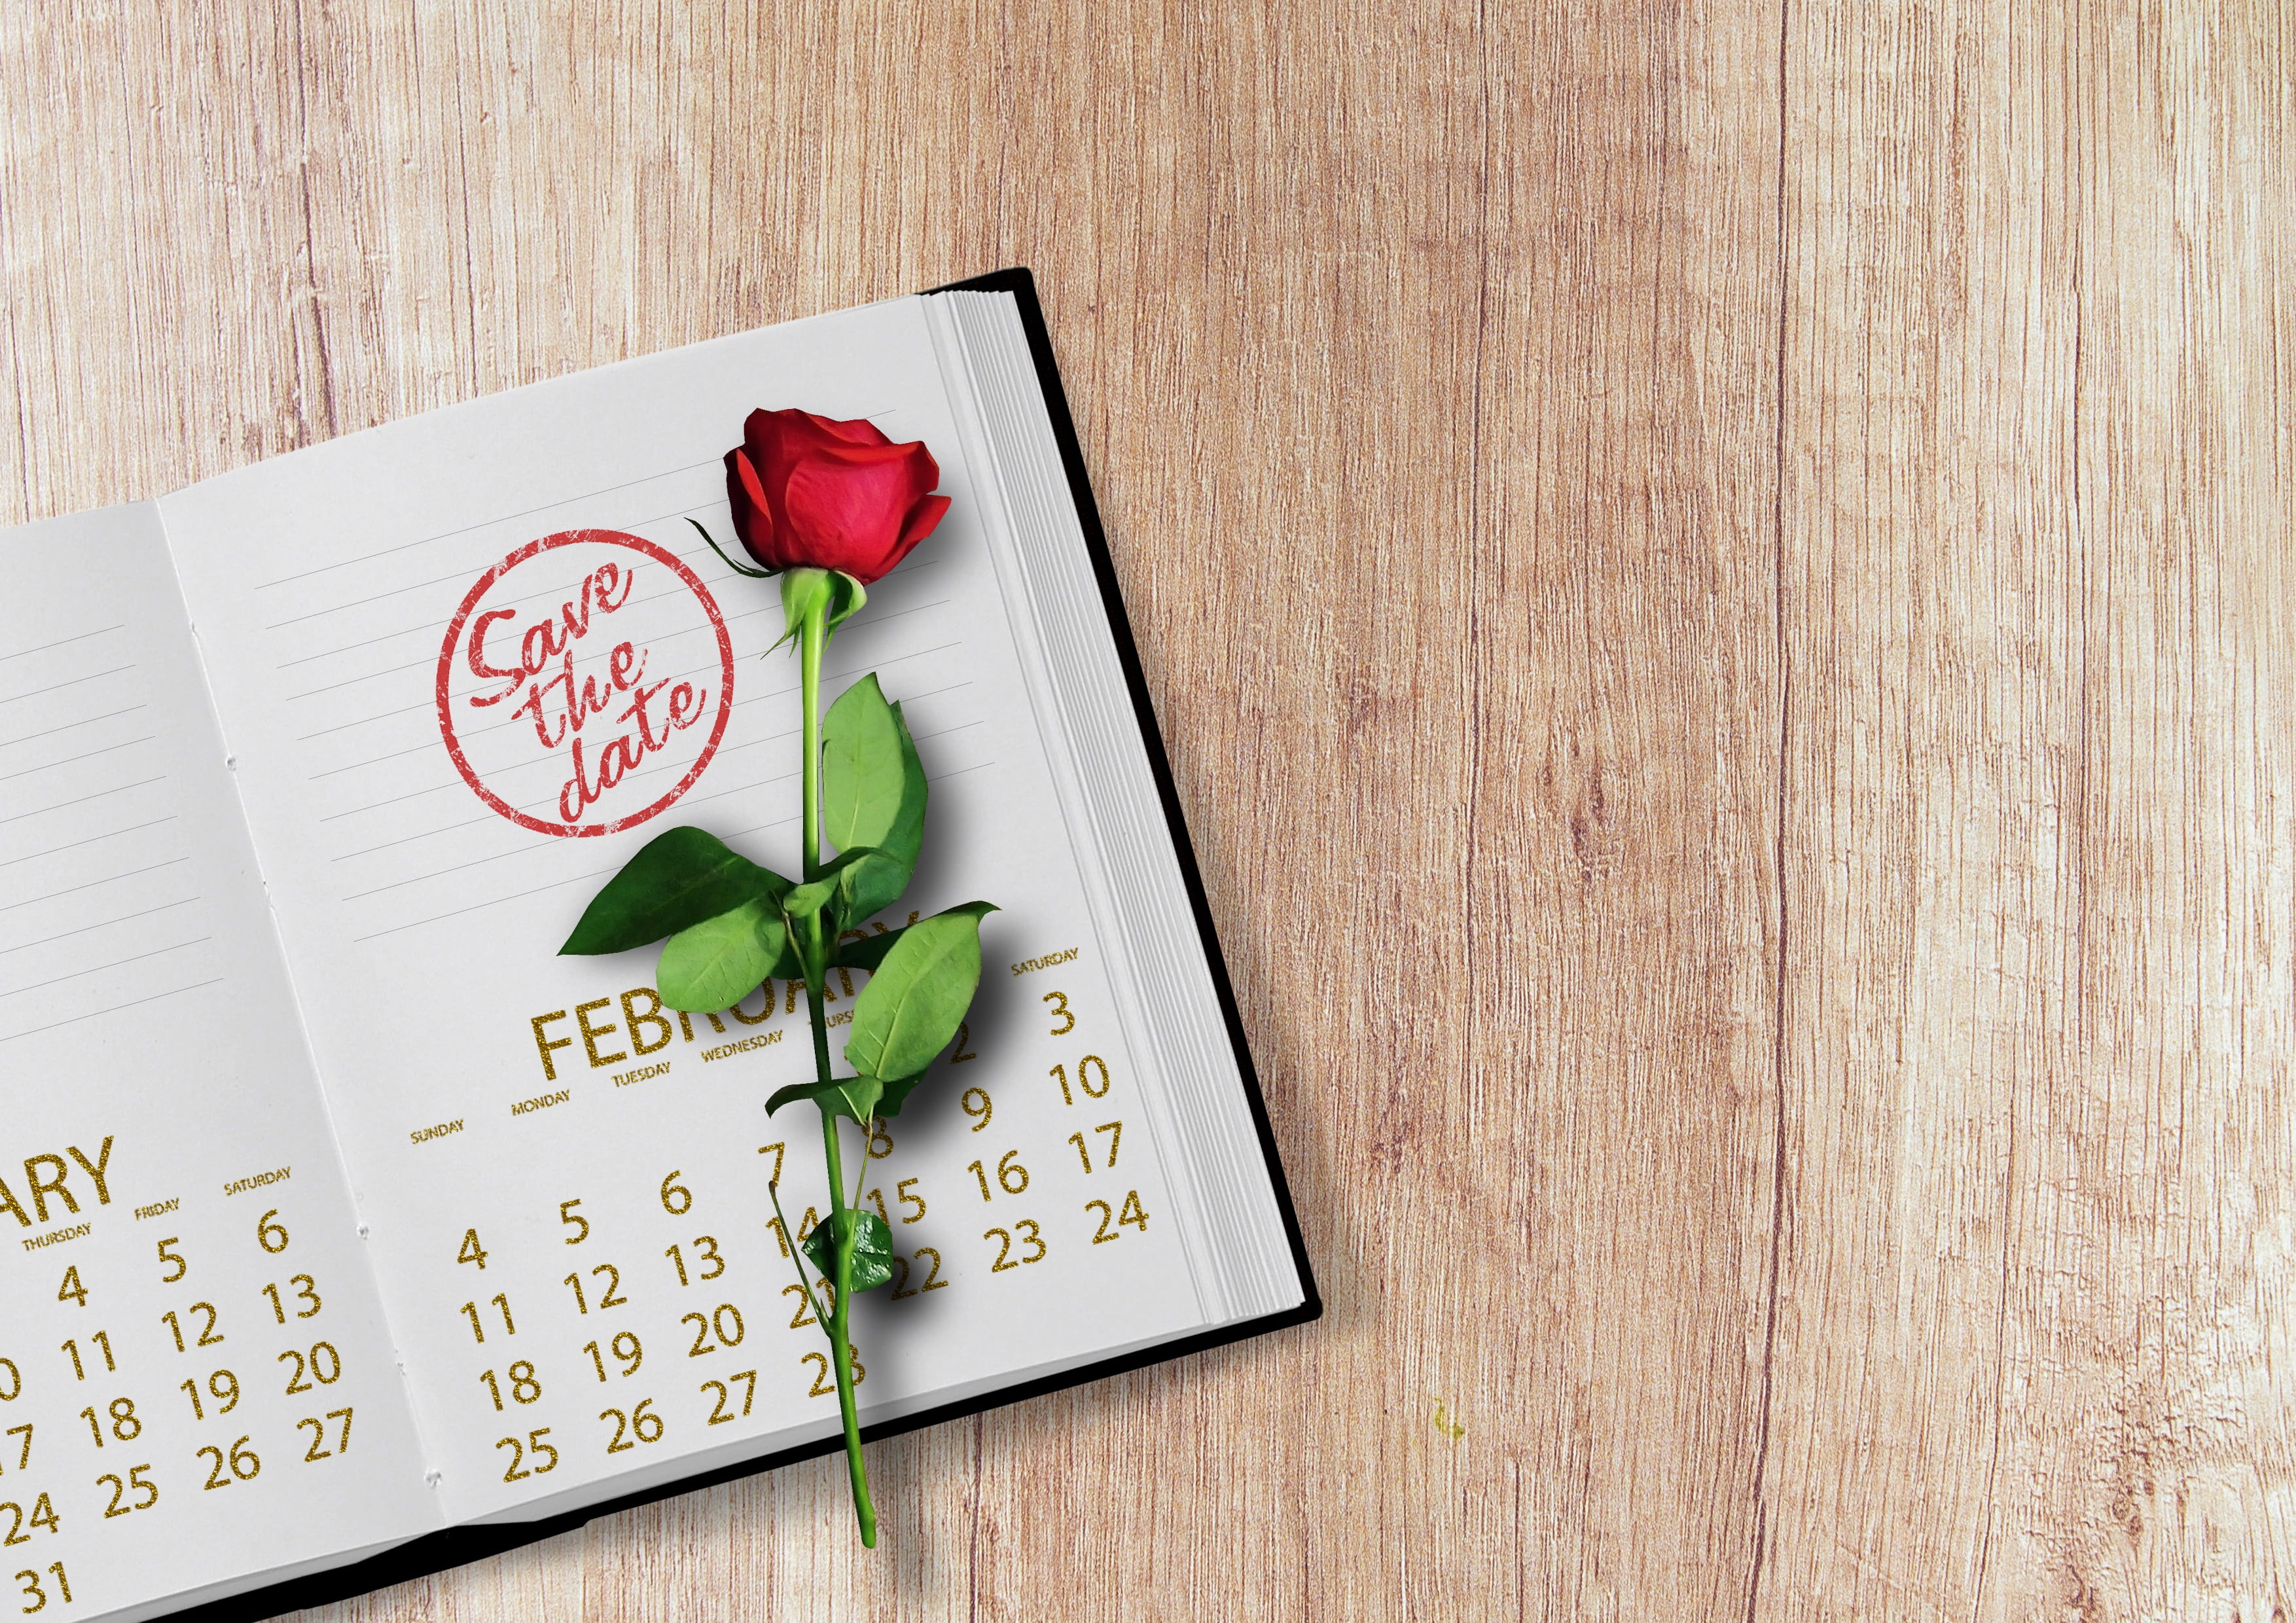 ARY
THURSDAY FRIDAY SATURDAY
4 5 6
11 12 13
17 18 19 20
24 25 26 27
31
Save
the
date
FEBRUARY
SUNDAY MONDAY TUESDAY WEDNESDAY SATURDAY
2 3
4 5 6 7 8 9 10
11 12 13 14 15 16 17
18 19 20 21 22 23 24
25 26 27 28